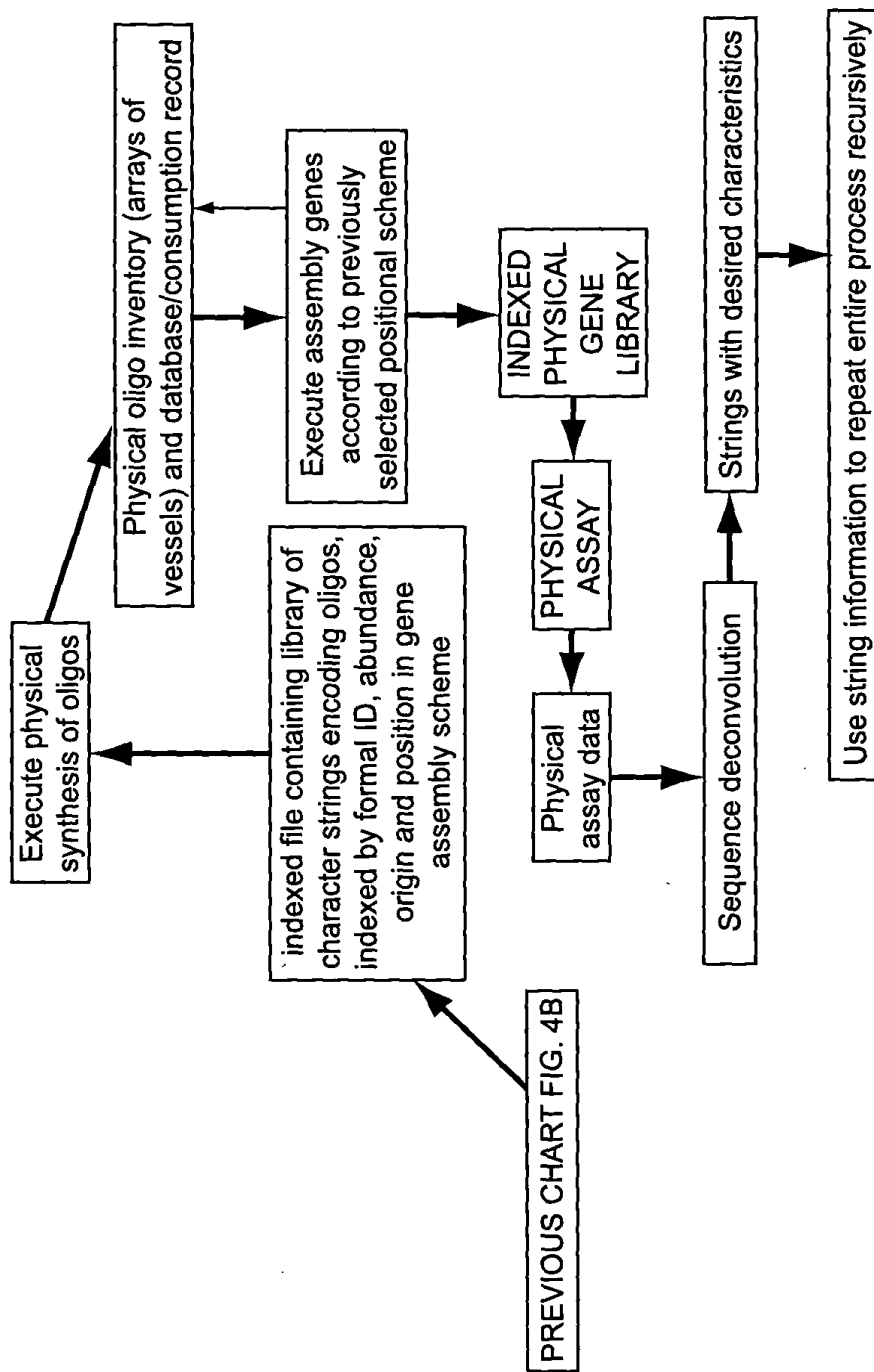 PREVIOUS CHART FIG. 4B
indexed file containing library of
character strings encoding oligos,
indexed by formal ID, abundance,
origin and position in gene
assembly scheme
Execute physical
synthesis of oligos
Physical oligo inventory (arrays of
vessels) and database/consumption record
Execute assembly genes
according to previously
selected positional scheme
INDEXED
PHYSICAL
GENE
LIBRARY
PHYSICAL
ASSAY
Physical
assay data
Sequence deconvolution
Strings with desired characteristics
Use string information to repeat entire process recursively